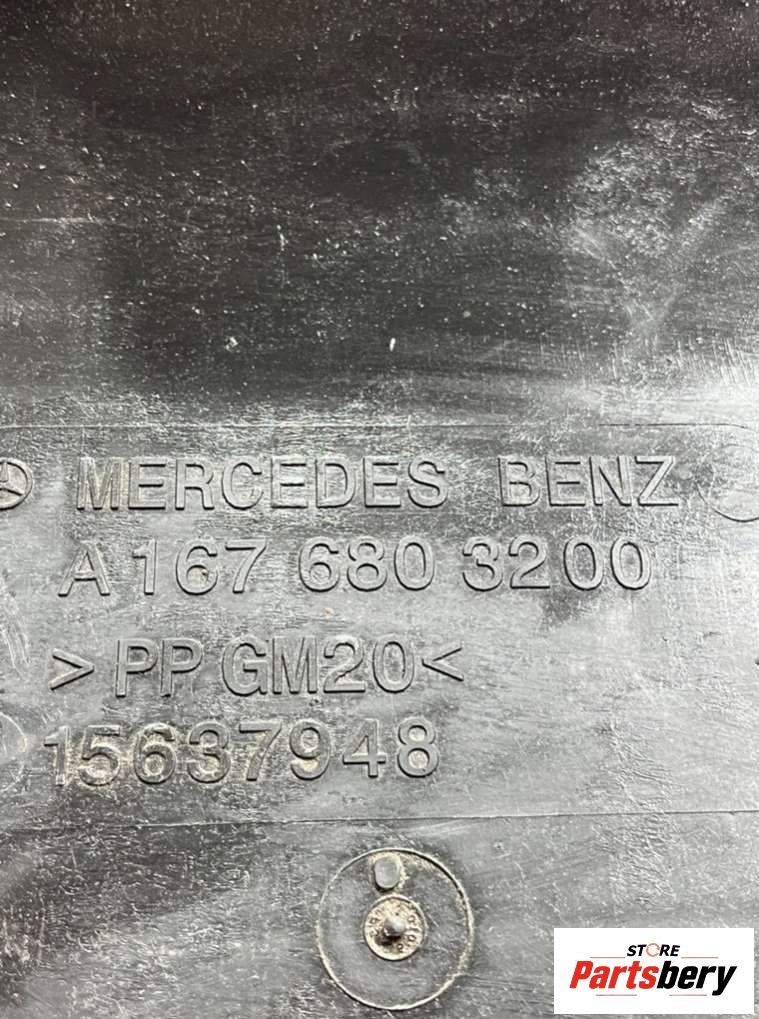 MERCEDES BENZ
A 167 680 3200
>PP GM20<
15637948
STORE
Partsbery